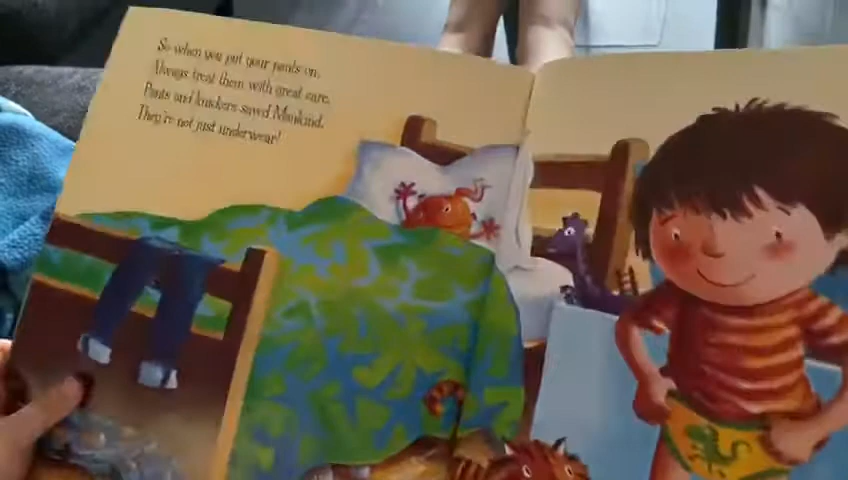 So when you put your pants on,
Always treat them with great care,
Pants and knickers saved Mankind,
They're not just underwear!